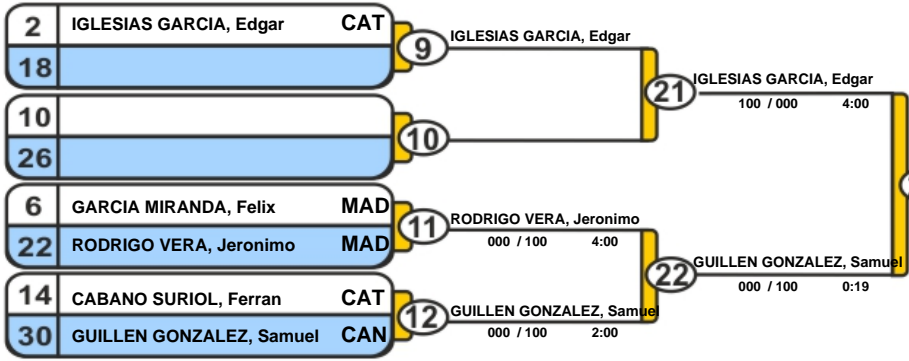 2 IGLESIAS GARCIA, Edgar CAT
18
9 IGLESIAS GARCIA, Edgar
10
26
10
21 IGLESIAS GARCIA, Edgar
100 / 000 4:00
6 GARCIA MIRANDA, Felix MAD
22 RODRIGO VERA, Jeronimo MAD
11 RODRIGO VERA, Jeronimo
000 / 100 4:00
14 CABANO SURIOL, Ferran CAT
30 GUILLEN GONZALEZ, Samuel CAN
12 GUILLEN GONZALEZ, Samuel
000 / 100 2:00
22 GUILLEN GONZALEZ, Samuel
000 / 100 0:19